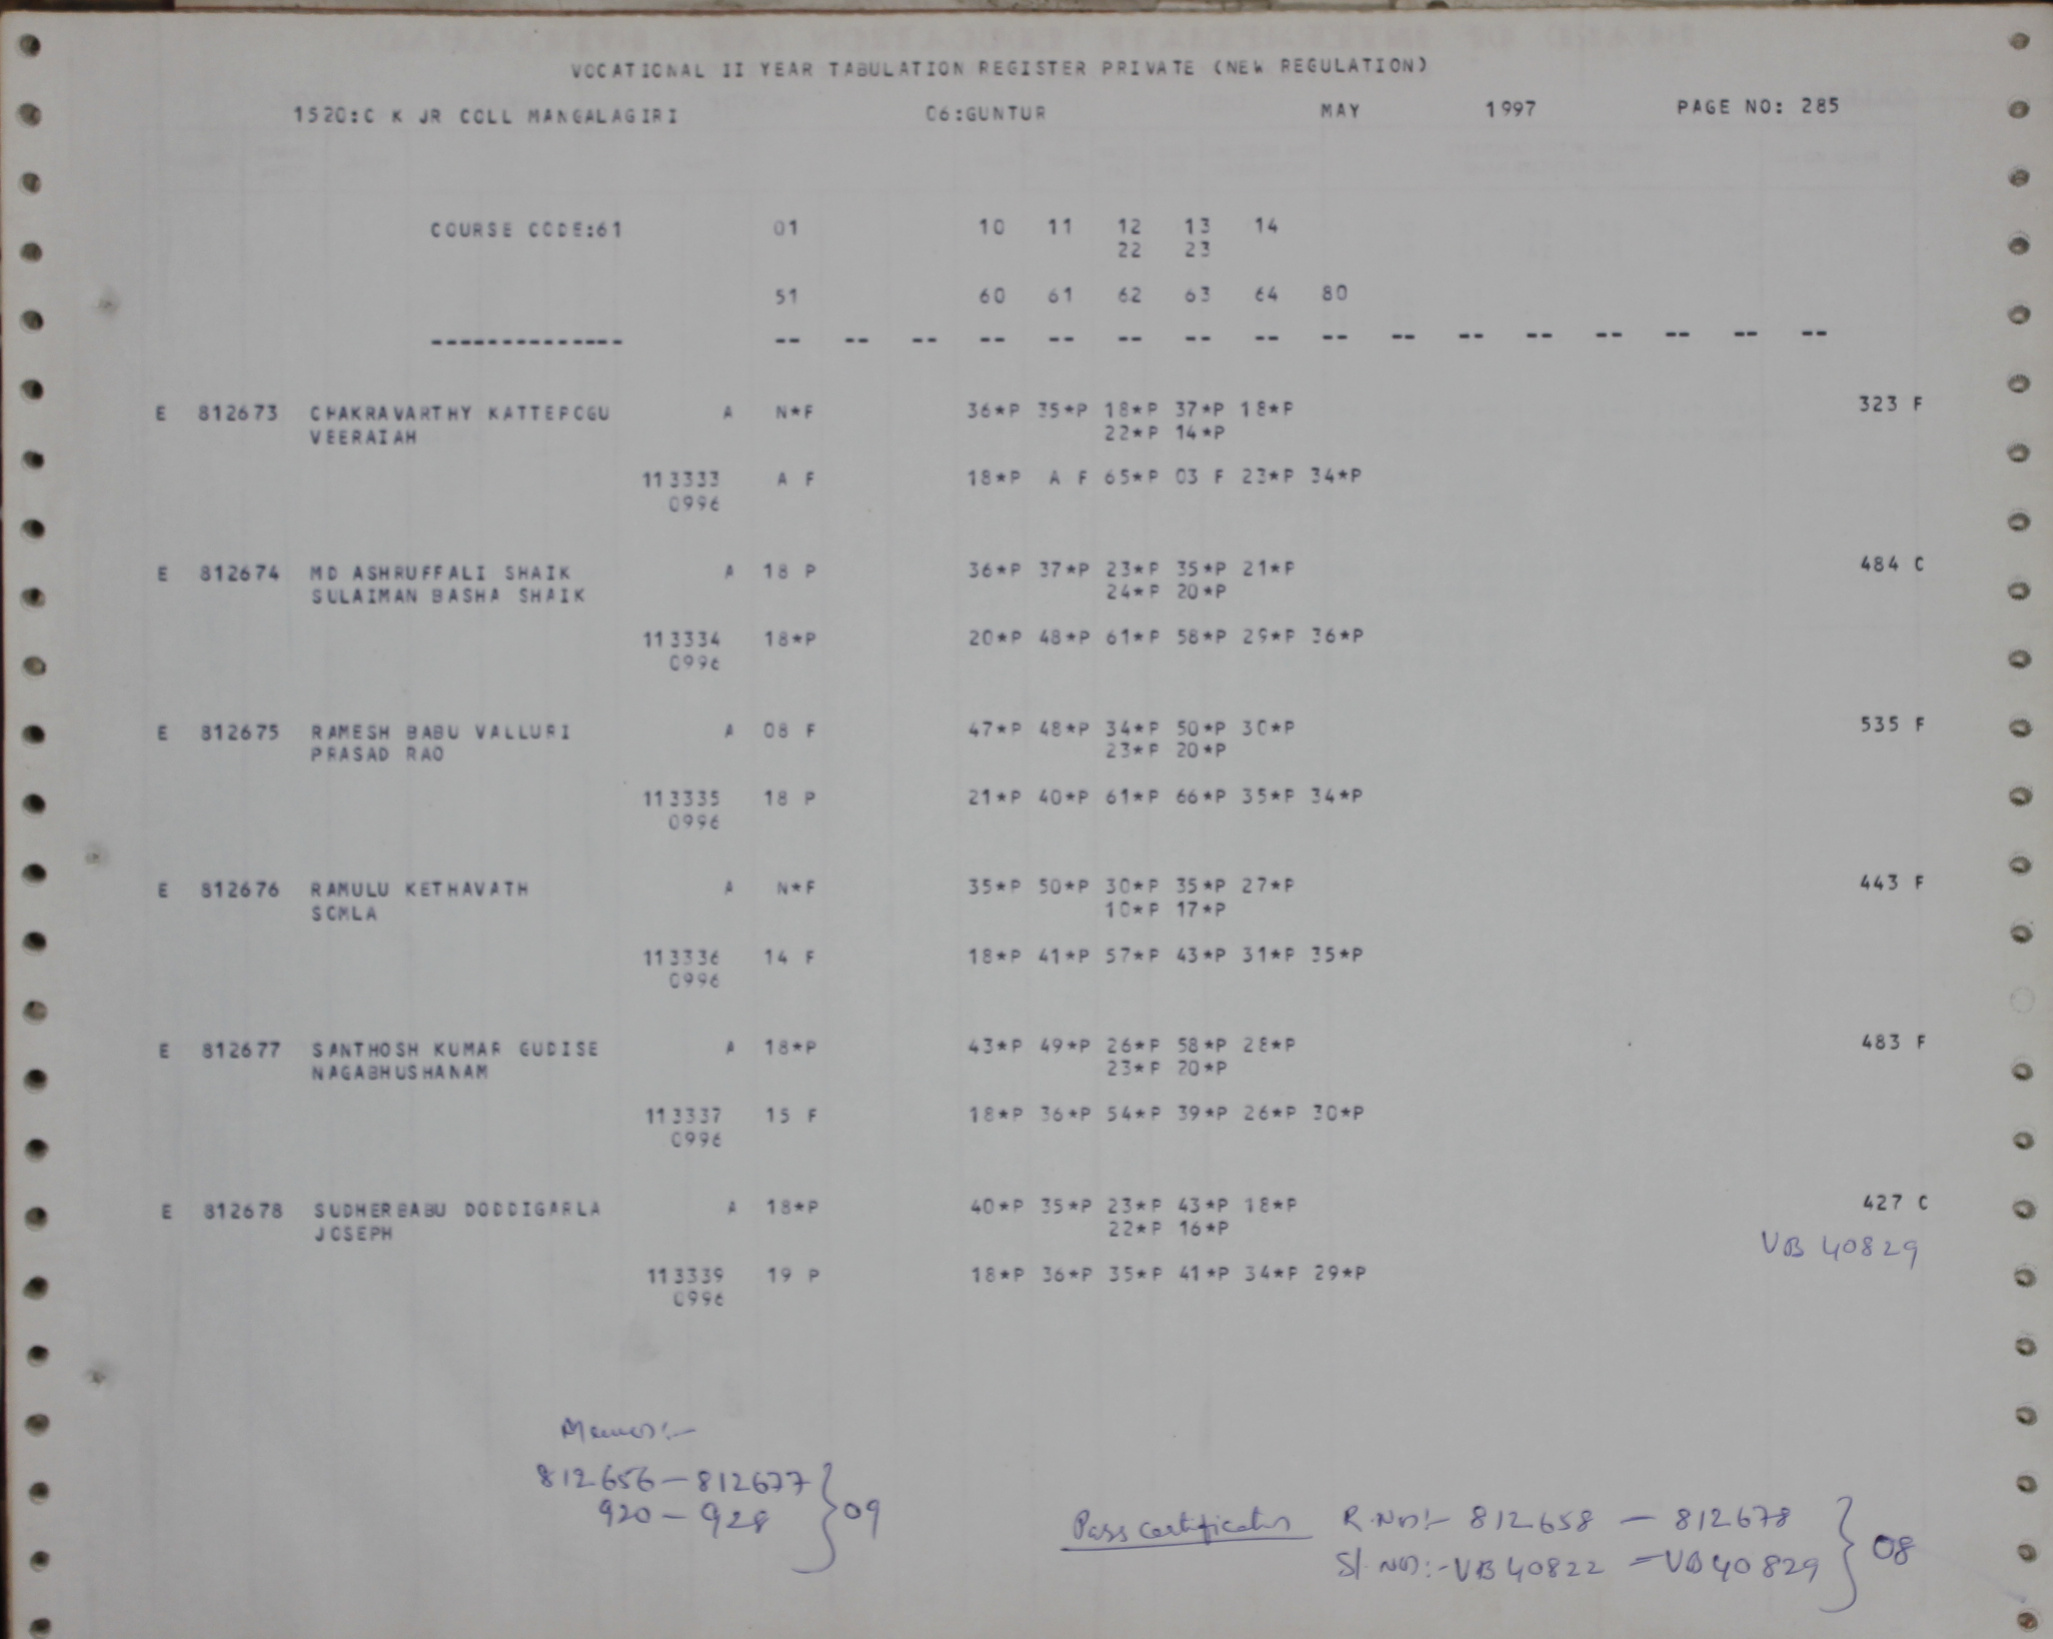 VOCATIONAL II YEAR TABULATION REGISTER PRIVATE (NEW REGULATION)
1520:C K JR COLL MANGALAGIRI 06:GUNTUR MAY 1997 PAGE NO: 285
COURSE CODE:61 01 10 11 12 13 14
22 23
51 60 61 62 63 64 80
-------------- -- -- -- -- -- -- -- -- -- -- -- -- -- -- -- --
E 812673 CHAKRAVARTHY KATTEPOGU A N*F 36*P 35*P 18*P 37*P 18*P 323 F
VEERAIAH 22*P 14*P
113333 A F 18*P A F 65*P 03 F 23*P 34*P
0996
E 812674 MD ASHRUFFALI SHAIK A 18 P 36*P 37*P 23*P 35*P 21*P 484 C
SULAIMAN BASHA SHAIK 24*P 20*P
113334 18*P 20*P 48*P 61*P 58*P 29*P 36*P
0996
E 812675 RAMESH BABU VALLURI A 08 F 47*P 48*P 34*P 50*P 30*P 535 F
PRASAD RAO 23*P 20*P
113335 18 P 21*P 40*P 61*P 66*P 35*P 34*P
0996
E 812676 RAMULU KETHAVATH A N*F 35*P 50*P 30*P 35*P 27*P 443 F
SOMLA 10*P 17*P
113336 14 F 18*P 41*P 57*P 43*P 31*P 35*P
0996
E 812677 SANTHOSH KUMAR GUDISE A 18*P 43*P 49*P 26*P 58*P 28*P 483 F
NAGABHUSHANAM 23*P 20*P
113337 15 F 18*P 36*P 54*P 39*P 26*P 30*P
0996
E 812678 SUDHERBABU DODDIGARLA A 18*P 40*P 35*P 23*P 43*P 18*P 427 C
JOSEPH 22*P 16*P
VB 40829
113339 19 P 18*P 36*P 35*P 41*P 34*P 29*P
0996
Memos:-
812656 - 812677
920 - 928 } 09
Pass certificates R.Nos:- 812658 - 812678
Sl. Nos:- VB 40822 - VB 40829 } 08